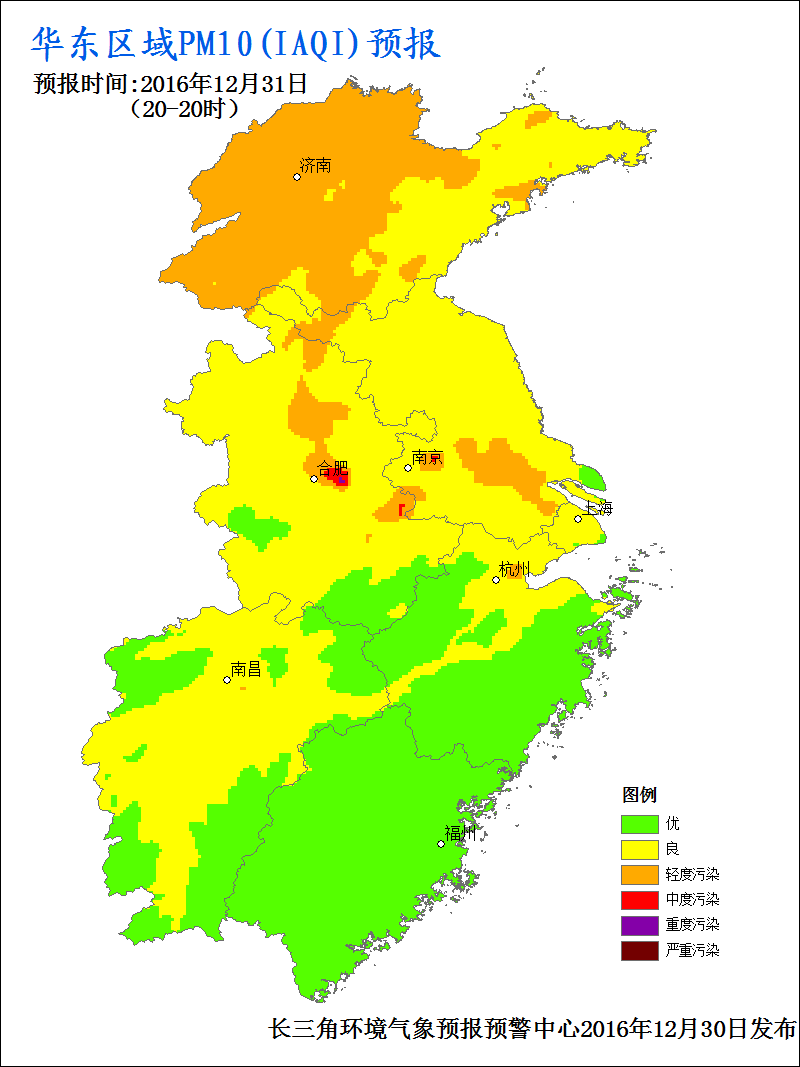 华东区域PM10(IAQI)预报
预报时间:2016年12月31日
(20-20时)
济南
合肥
南京
上海
杭州
南昌
福州
图例
优
良
轻度污染
中度污染
重度污染
严重污染
长三角环境气象预报预警中心2016年12月30日发布